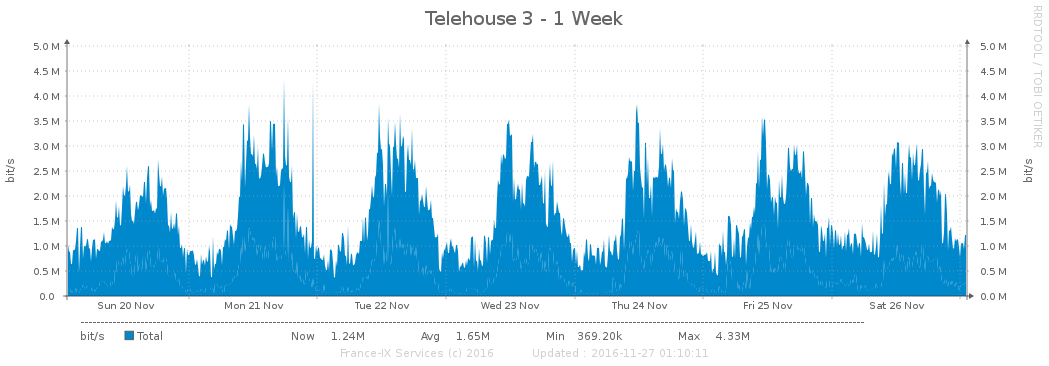 Telehouse 3 - 1 Week
RRDTOOL / TOBI OETIKER
bit/s
5.0 M 5.0 M
4.5 M 4.5 M
4.0 M 4.0 M
3.5 M 3.5 M
3.0 M 3.0 M
2.5 M 2.5 M
2.0 M 2.0 M
1.5 M 1.5 M
1.0 M 1.0 M
0.5 M 0.5 M
0.0 0.0 M
bit/s
Sun 20 Nov Mon 21 Nov Tue 22 Nov Wed 23 Nov Thu 24 Nov Fri 25 Nov Sat 26 Nov
bit/s Total Now 1.24M Avg 1.65M Min 369.20k Max 4.33M
France-IX Services (c) 2016 Updated : 2016-11-27 01:10:11